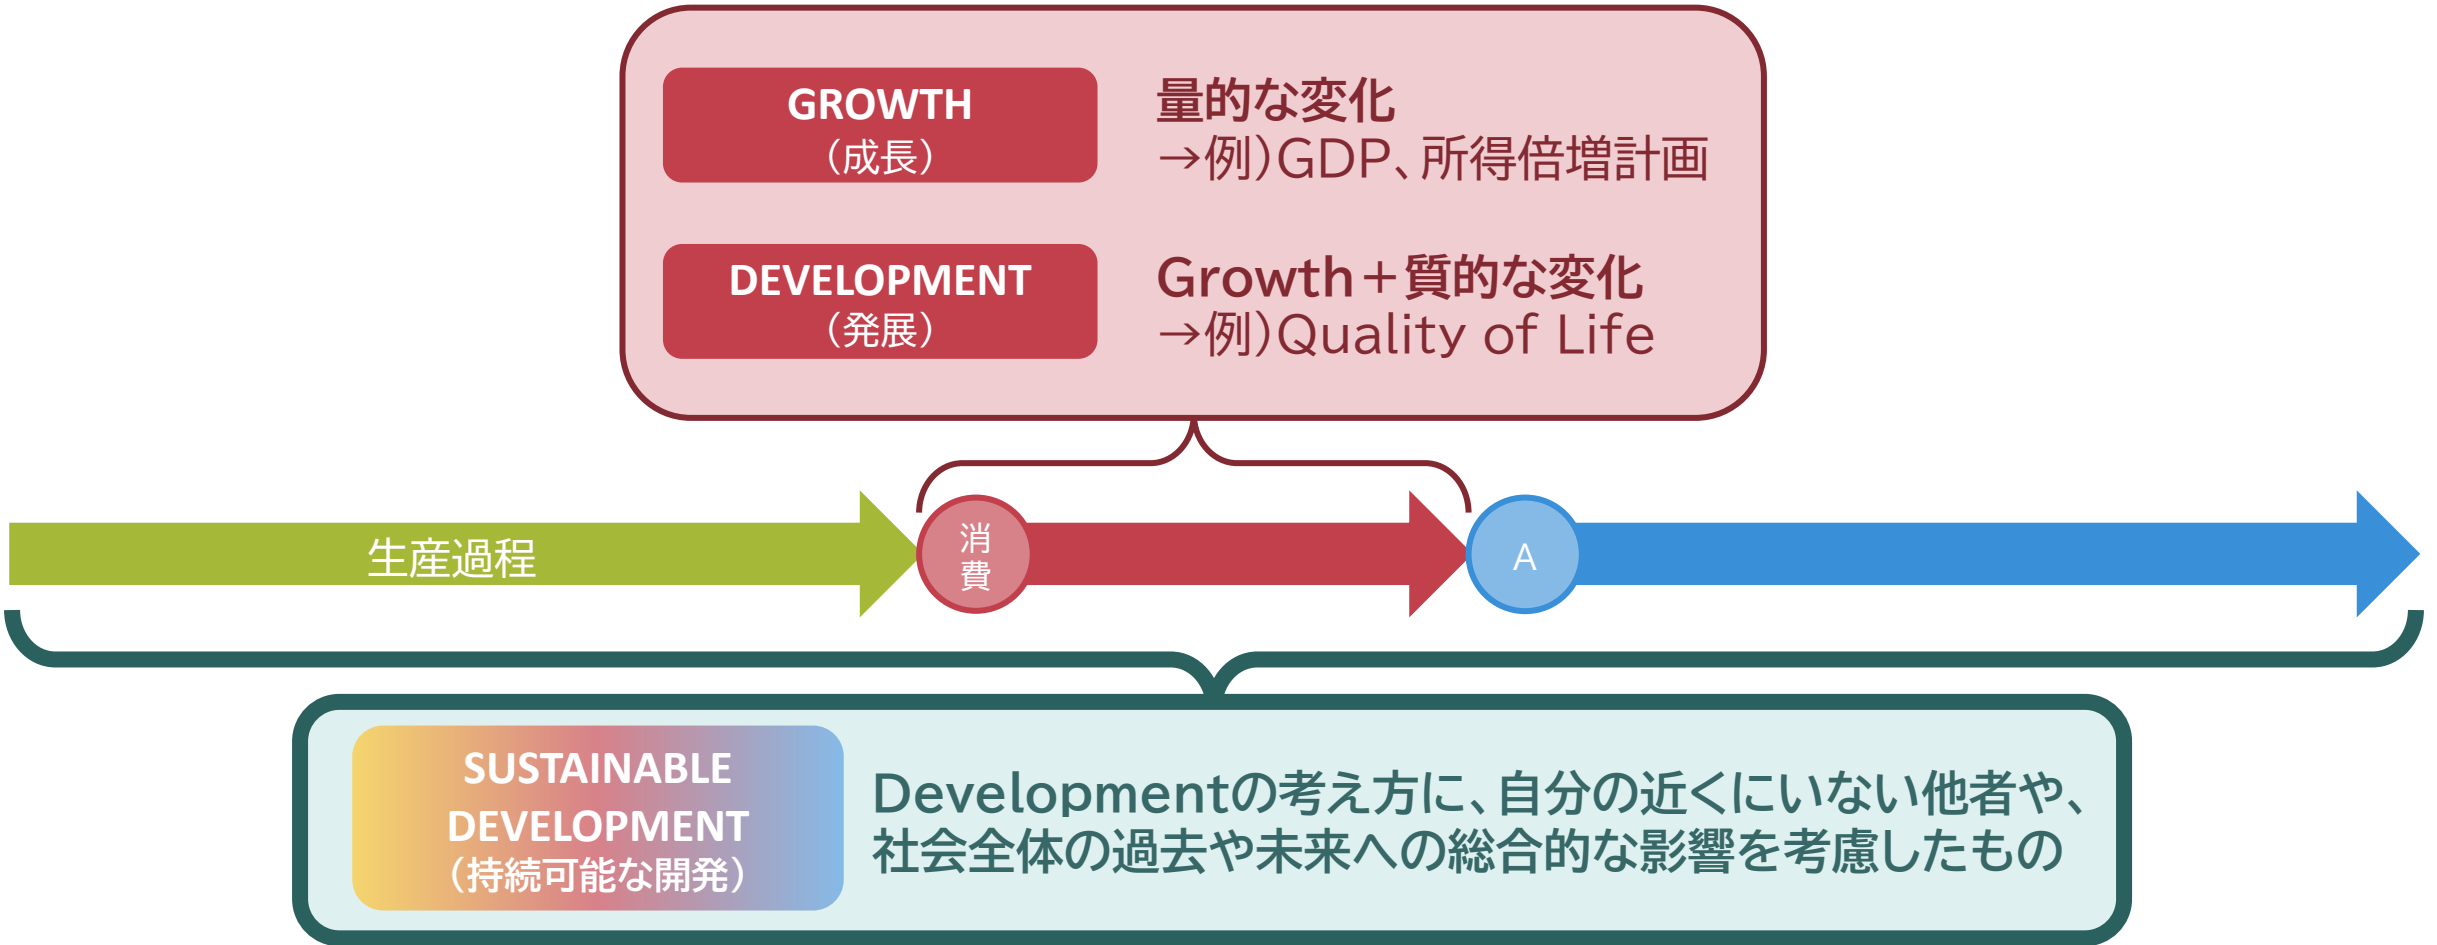 GROWTH
（成長）
量的な変化
→例）GDP、所得倍増計画
DEVELOPMENT
（発展）
Growth＋質的な変化
→例）Quality of Life
生産過程
消
費
A
SUSTAINABLE
DEVELOPMENT
（持続可能な開発）
Developmentの考え方に、自分の近くにいない他者や、
社会全体の過去や未来への総合的な影響を考慮したもの